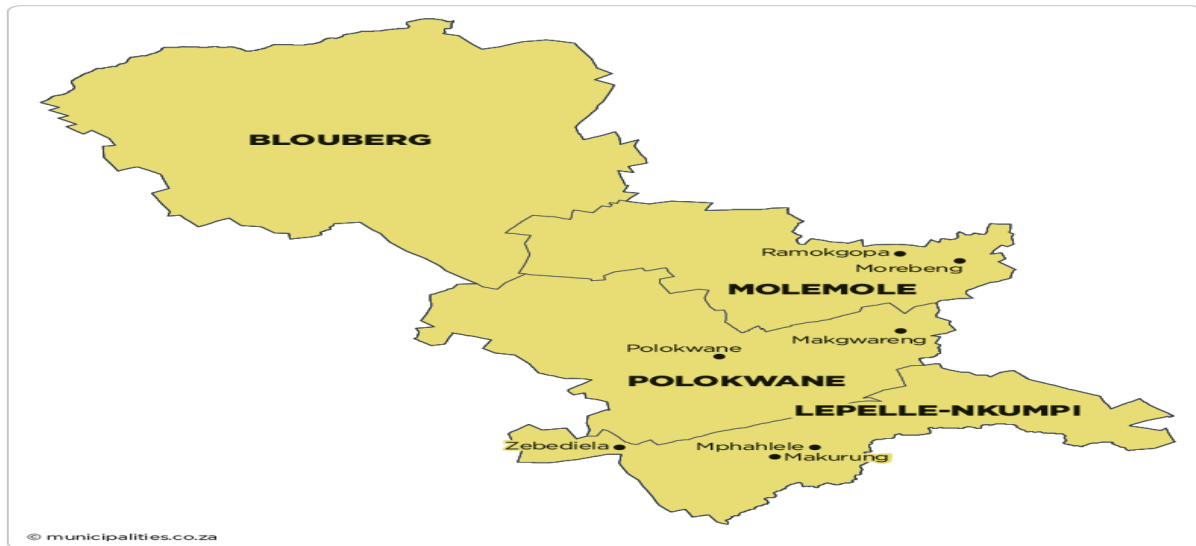 BLOUBERG
Ramokgopa
Morebeng
MOLEMOLE
Makgwareng
Polokwane
POLOKWANE
LEPELLE-NKUMPI
Zebediela
Mphahlele
Makurung
© municipalities.co.za